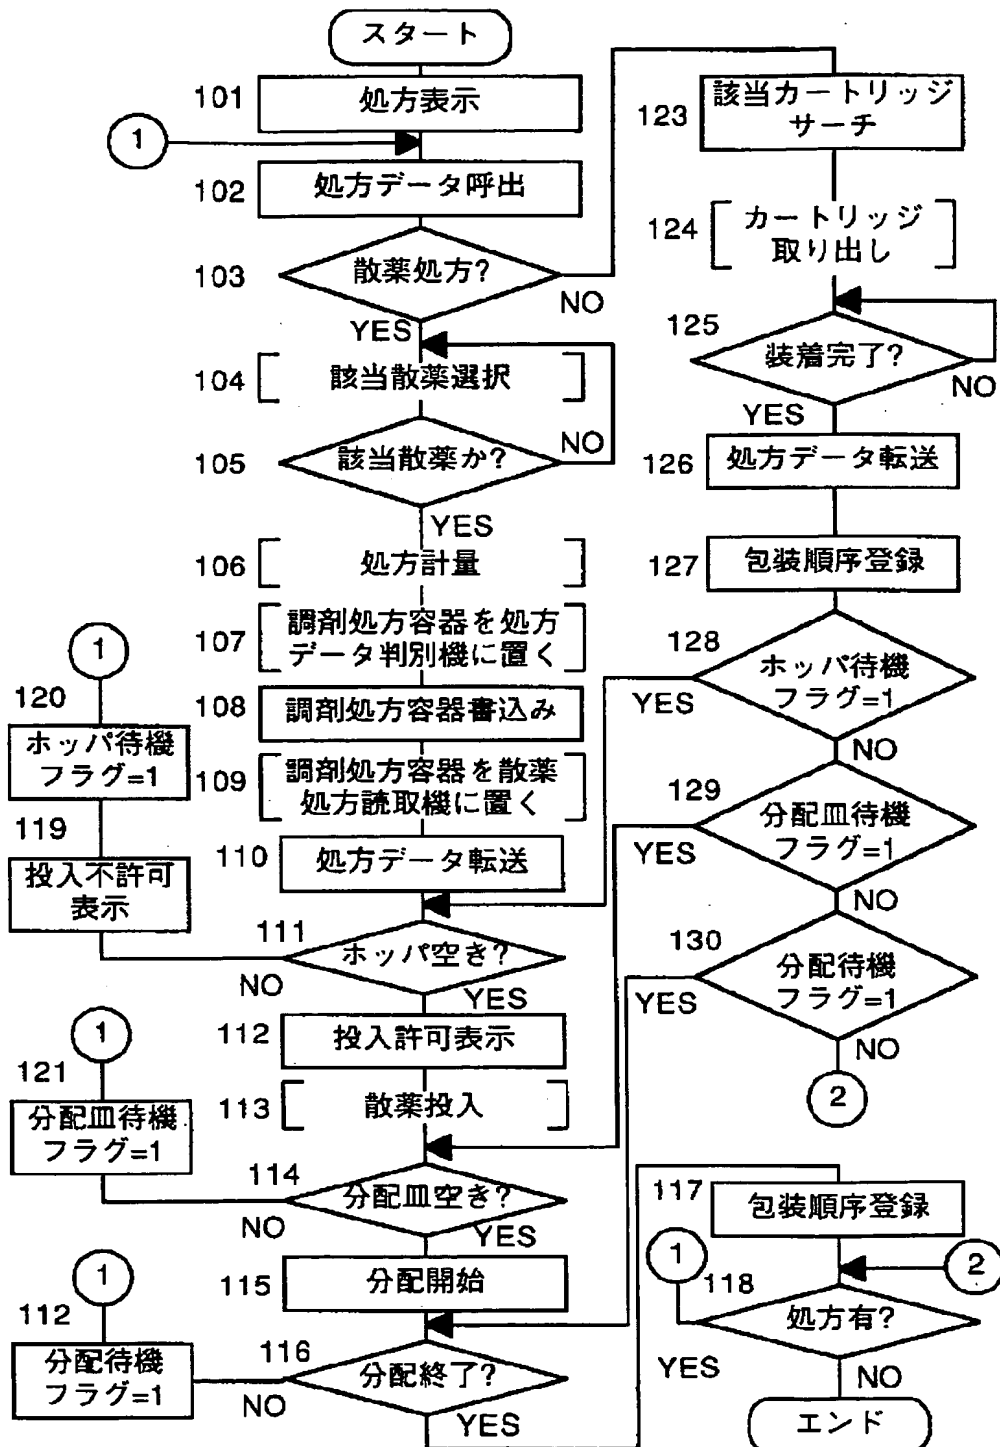 スタート
101
処方表示
1
102
処方データ呼出
103
散薬処方?
NO
YES
104
該当散薬選択
105
該当散薬か?
NO
YES
106
処方計量
107
調剤処方容器を処方
データ判別機に置く
108
調剤処方容器書込み
109
調剤処方容器を散薬
処方読取機に置く
110
処方データ転送
111
ホッパ空き?
NO
YES
1
120
ホッパ待機
フラグ=1
119
投入不許可
表示
112
投入許可表示
113
散薬投入
1
121
分配皿待機
フラグ=1
114
分配皿空き?
NO
YES
115
分配開始
1
112
分配待機
フラグ=1
116
分配終了?
NO
YES
123
該当カートリッジ
サーチ
124
カートリッジ
取り出し
125
装着完了?
NO
YES
126
処方データ転送
127
包装順序登録
128
ホッパ待機
フラグ=1
YES
NO
129
分配皿待機
フラグ=1
YES
NO
130
分配待機
フラグ=1
YES
NO
2
117
包装順序登録
1
2
118
処方有?
YES
NO
エンド